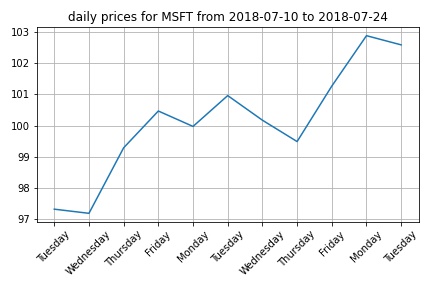 daily prices for MSFT from 2018-07-10 to 2018-07-24
103
102
101
100
99
98
97
Tuesday
Wednesday
Thursday
Friday
Monday
Tuesday
Wednesday
Thursday
Friday
Monday
Tuesday